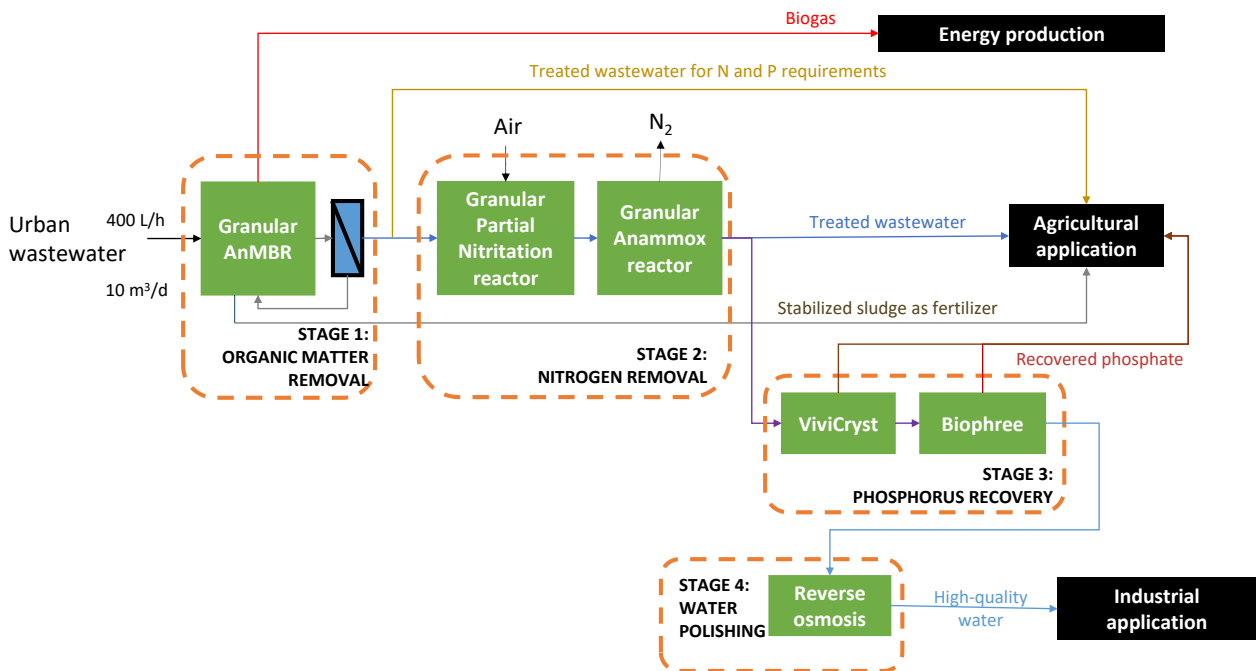 Biogas
Energy production
Treated wastewater for N and P requirements
Air
N2
Urban
wastewater
400 L/h
10 m³/d
Granular
AnMBR
STAGE 1:
ORGANIC MATTER
REMOVAL
Granular
Partial
Nitritation
reactor
Granular
Anammox
reactor
STAGE 2:
NITROGEN REMOVAL
Treated wastewater
Agricultural
application
Stabilized sludge as fertilizer
Recovered phosphate
ViviCryst
Biophree
STAGE 3:
PHOSPHORUS RECOVERY
STAGE 4:
WATER
POLISHING
Reverse
osmosis
High-quality
water
Industrial
application